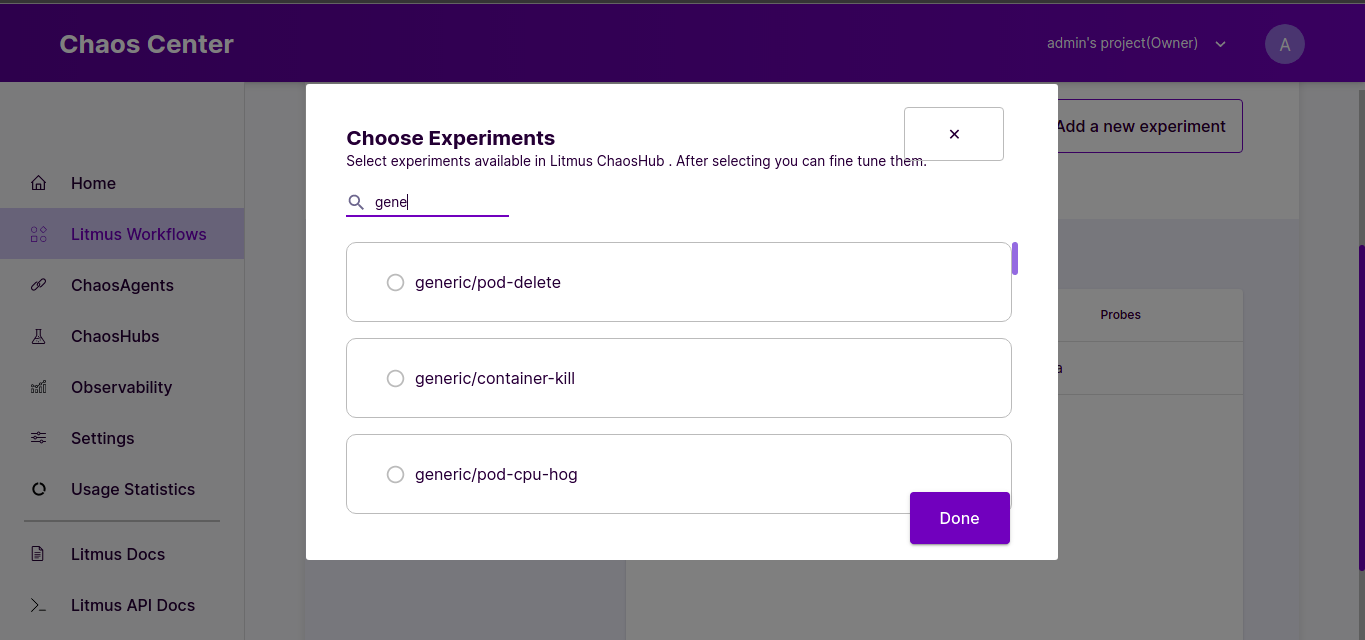 Chaos Center
admin's project(Owner)
A
Home
Litmus Workflows
ChaosAgents
ChaosHubs
Observability
Settings
Usage Statistics
Litmus Docs
Litmus API Docs
Choose Experiments
×
Select experiments available in Litmus ChaosHub . After selecting you can fine tune them.
gene
generic/pod-delete
generic/container-kill
generic/pod-cpu-hog
Done
Add a new experiment
Probes
a